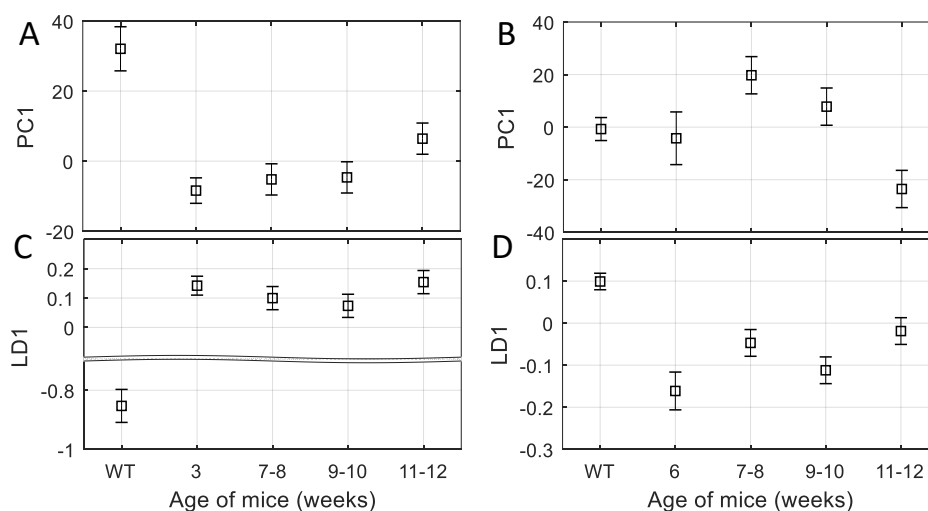 A
40
20
0
-20
PC1
B
40
20
0
-20
-40
PC1
C
0.2
0.1
0
-0.8
-1
LD1
WT 3 7-8 9-10 11-12
Age of mice (weeks)
D
0.1
0
-0.1
-0.2
-0.3
LD1
WT 6 7-8 9-10 11-12
Age of mice (weeks)